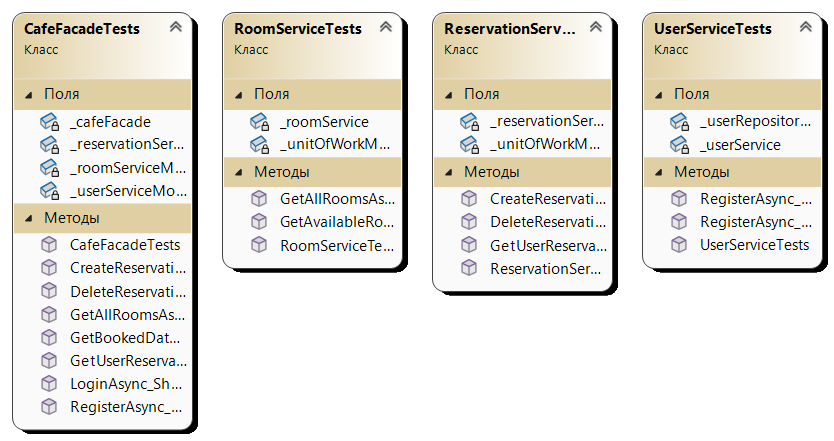 CafeFacadeTests
Класс
Поля
_cafeFacade
_reservationSer...
_roomServiceM...
_userServiceMo...
Методы
CafeFacadeTests
CreateReservati...
DeleteReservati...
GetAllRoomsAs...
GetBookedDat...
GetUserReserva...
LoginAsync_Sh...
RegisterAsync_...
RoomServiceTests
Класс
Поля
_roomService
_unitOfWorkM...
Методы
GetAllRoomsAs...
GetAvailableRo...
RoomServiceTe...
ReservationServ...
Класс
Поля
_reservationSer...
_unitOfWorkM...
Методы
CreateReservati...
DeleteReservati...
GetUserReserva...
ReservationSer...
UserServiceTests
Класс
Поля
_userRepositor...
_userService
Методы
RegisterAsync_...
RegisterAsync_...
UserServiceTests